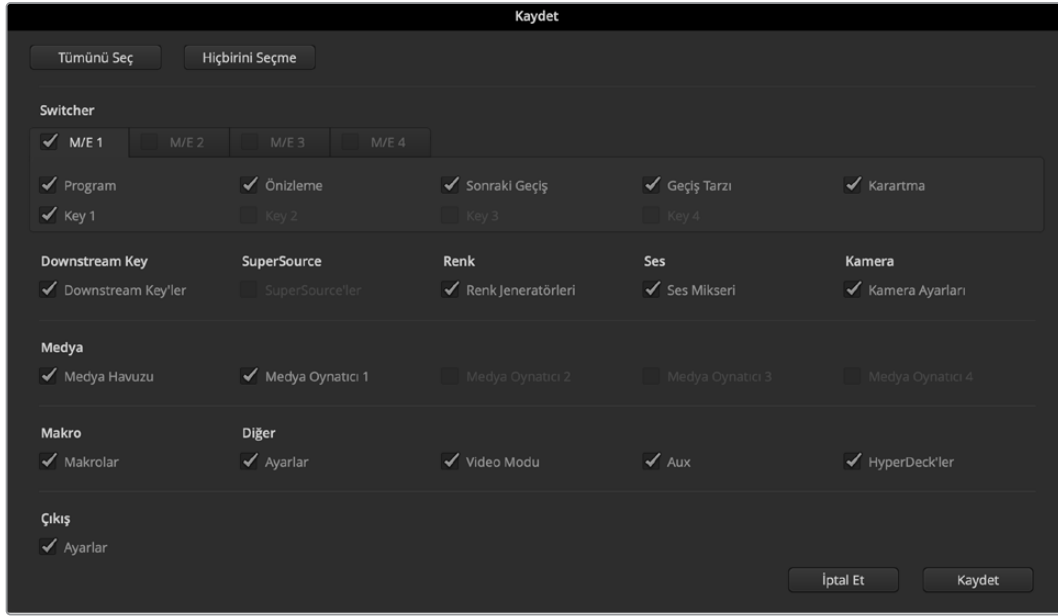 Kaydet
Tümünü Seç Hiçbirini Seçme
Switcher
M/E 1 M/E 2 M/E 3 M/E 4
Program Önizleme Sonraki Geçiş Geçiş Tarzı Karartma
Key 1 Key 2 Key 3 Key 4
Downstream Key SuperSource Renk Ses Kamera
Downstream Key'ler SuperSource'ler Renk Jeneratörleri Ses Mikseri Kamera Ayarları
Medya
Medya Havuzu Medya Oynatıcı 1 Medya Oynatıcı 2 Medya Oynatıcı 3 Medya Oynatıcı 4
Makro Diğer
Makrolar Ayarlar Video Modu Aux HyperDeck'ler
Çıkış
Ayarlar
İptal Et Kaydet